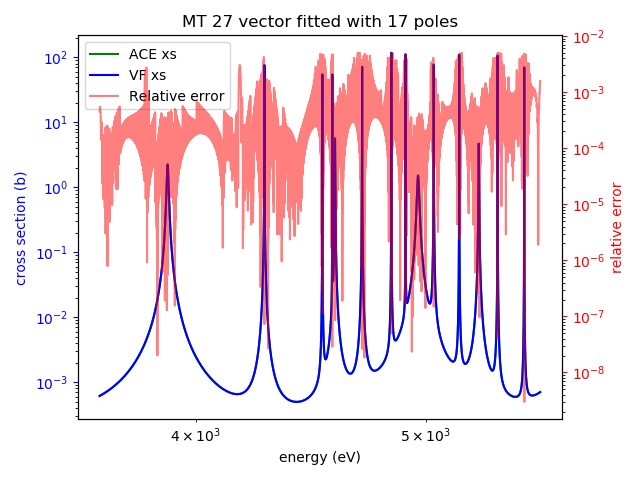 MT 27 vector fitted with 17 poles
ACE xs
VF xs
Relative error
cross section (b)
10²
10¹
10⁰
10⁻¹
10⁻²
10⁻³
10⁻²
10⁻³
10⁻⁴
10⁻⁵
10⁻⁶
10⁻⁷
10⁻⁸
relative error
4 × 10³
5 × 10³
energy (eV)